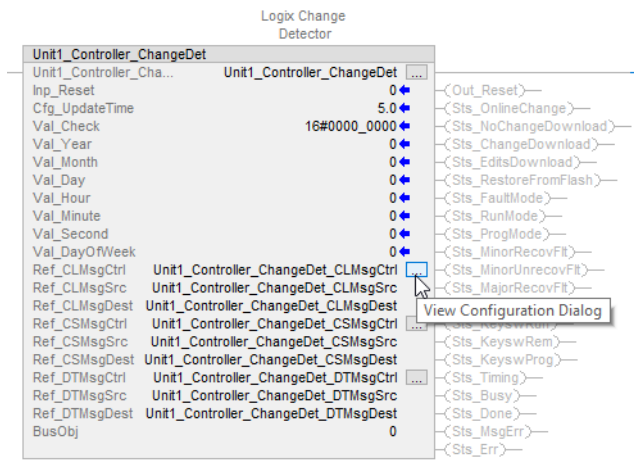 Logix Change
Detector
Unit1_Controller_ChangeDet
Unit1_Controller_Cha... Unit1_Controller_ChangeDet ...
Inp_Reset 0 (Out_Reset)
Cfg_UpdateTime 5.0 (Sts_OnlineChange)
Val_Check 16#0000_0000 (Sts_NoChangeDownload)
Val_Year 0 (Sts_ChangeDownload)
Val_Month 0 (Sts_EditsDownload)
Val_Day 0 (Sts_RestoreFromFlash)
Val_Hour 0 (Sts_FaultMode)
Val_Minute 0 (Sts_RunMode)
Val_Second 0 (Sts_ProgMode)
Val_DayOfWeek 0 (Sts_MinorRecovFlt)
Ref_CLMsgCtrl Unit1_Controller_ChangeDet_CLMsgCtrl ... (Sts_MinorUnrecovFlt)
Ref_CLMsgSrc Unit1_Controller_ChangeDet_CLMsgSrc (Sts_MajorRecovFlt)
Ref_CLMsgDest Unit1_Controller_ChangeDet_CLMsgDest View Configuration Dialog
Ref_CSMsgCtrl Unit1_Controller_ChangeDet_CSMsgCtrl ...
Ref_CSMsgSrc Unit1_Controller_ChangeDet_CSMsgSrc (Sts_KeyswRem)
Ref_CSMsgDest Unit1_Controller_ChangeDet_CSMsgDest (Sts_KeyswProg)
Ref_DTMsgCtrl Unit1_Controller_ChangeDet_DTMsgCtrl ... (Sts_Timing)
Ref_DTMsgSrc Unit1_Controller_ChangeDet_DTMsgSrc (Sts_Busy)
Ref_DTMsgDest Unit1_Controller_ChangeDet_DTMsgDest (Sts_Done)
BusObj 0 (Sts_MsgErr)
(Sts_Err)